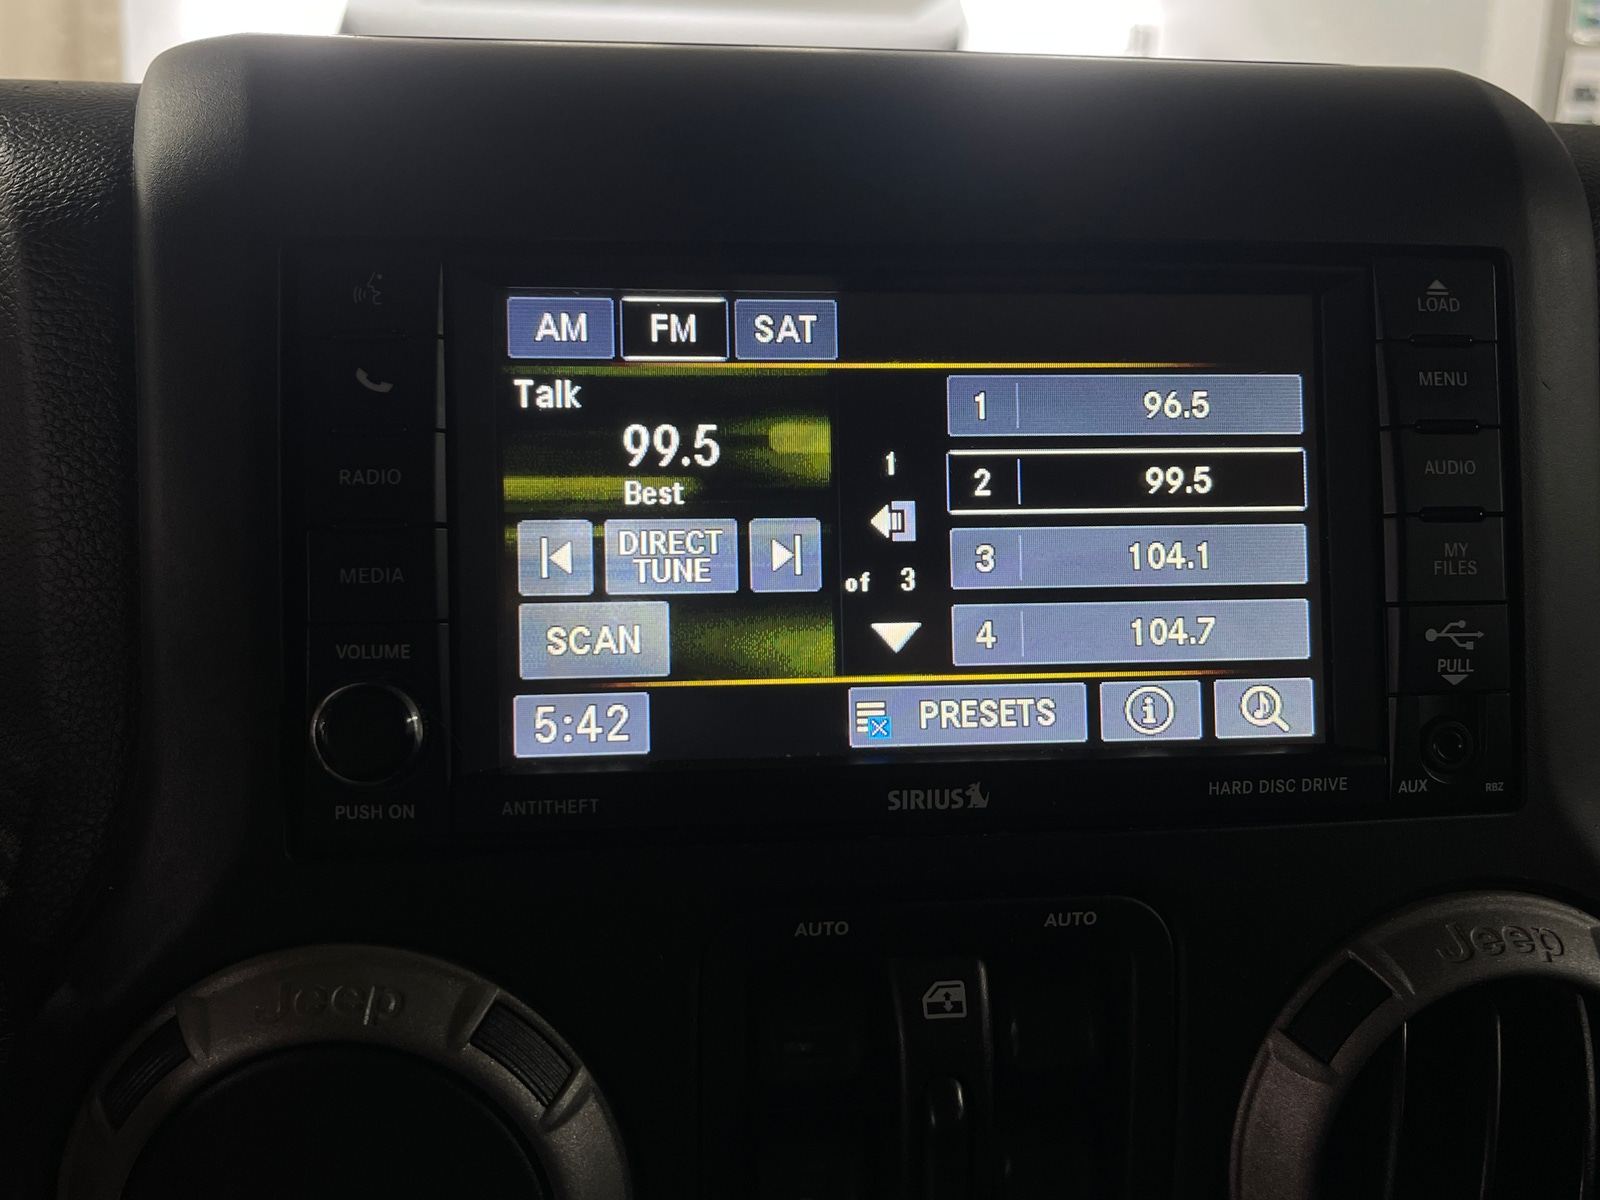 AM
FM
SAT
Talk
99.5
Best
DIRECT
TUNE
SCAN
5:42
1
of 3
1 96.5
2 99.5
3 104.1
4 104.7
PRESETS
i
RADIO
MEDIA
VOLUME
PUSH ON
LOAD
MENU
AUDIO
MY
FILES
PULL
AUX
RBZ
ANTITHEFT
SIRIUS
HARD DISC DRIVE
AUTO
AUTO
Jeep
Jeep